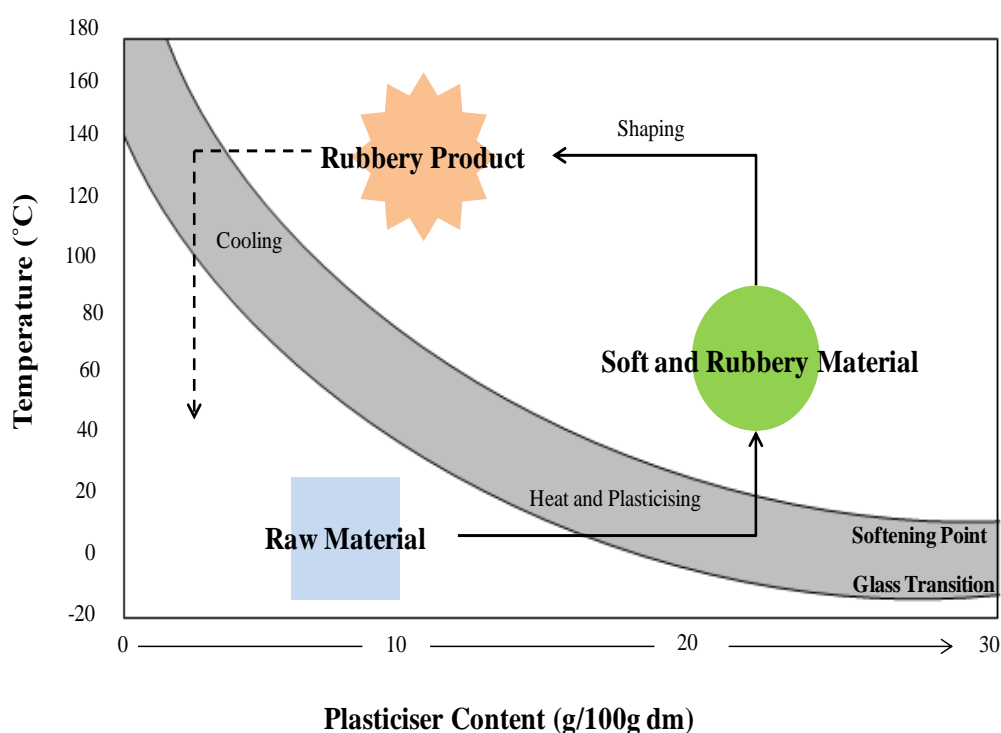 180
160
140
120
100
80
60
40
20
0
-20
Temperature (˚C)
Shaping
Rubbery Product
Cooling
Soft and Rubbery Material
Heat and Plasticising
Raw Material
Softening Point
Glass Transition
0
10
20
30
Plasticiser Content (g/100g dm)